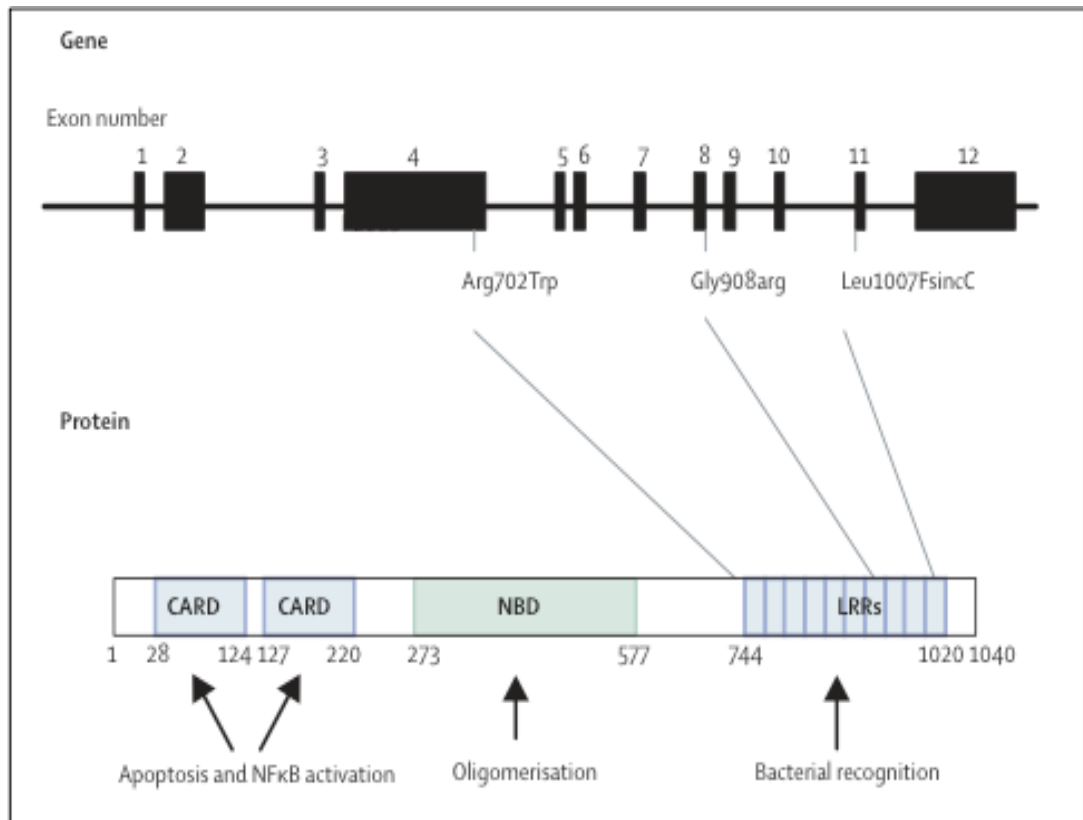 Gene
Exon number
1 2 3 4 5 6 7 8 9 10 11 12
Arg702Trp Gly908arg Leu1007FsincC
Protein
CARD CARD NBD LRRs
1 28 124 127 220 273 577 744 1020 1040
Apoptosis and NFκB activation Oligomerisation Bacterial recognition